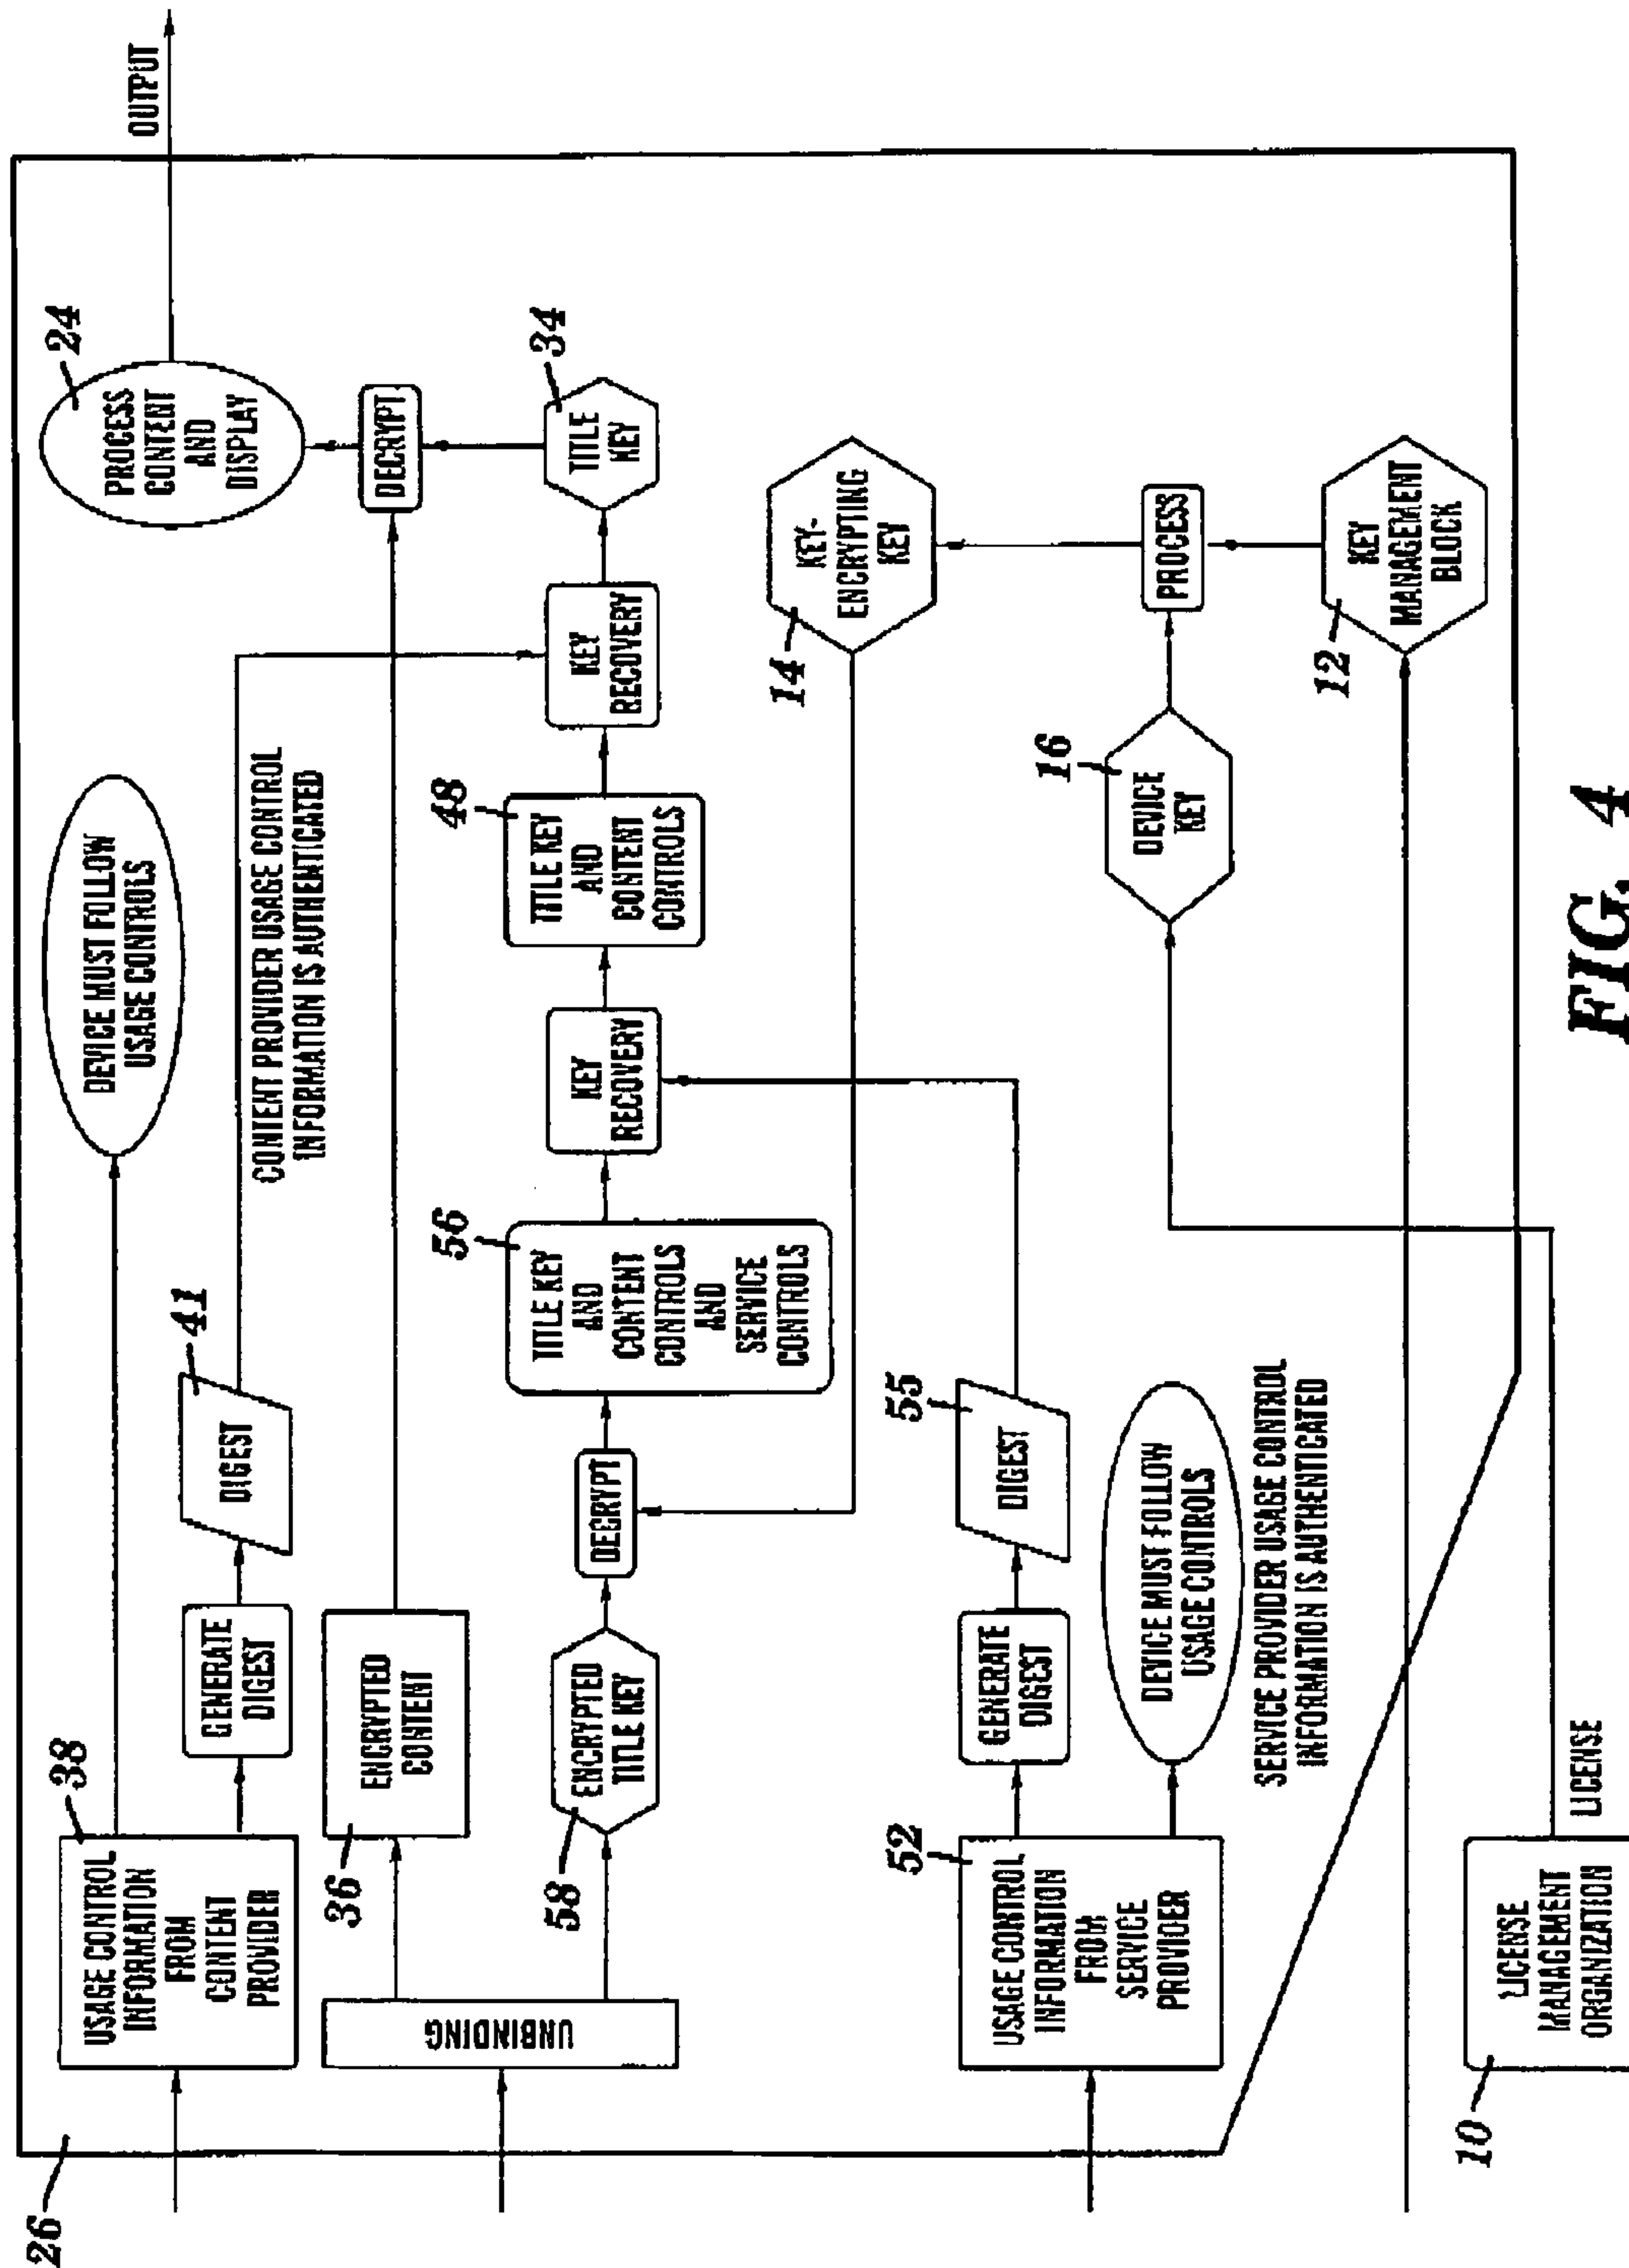 26
USAGE CONTROL
INFORMATION
FROM
CONTENT
PROVIDER
38
DEVICE MUST FOLLOW
USAGE CONTROLS
GENERATE
DIGEST
DIGEST
41
CONTENT PROVIDER USAGE CONTROL
INFORMATION IS AUTHENTICATED
PROCESS
CONTENT
AND
DISPLAY
24
OUTPUT
UNBINDING
36
ENCRYPTED
CONTENT
DECRYPT
58
ENCRYPTED
TITLE KEY
DECRYPT
56
TITLE KEY
AND
CONTENT
CONTROLS
AND
SERVICE
CONTROLS
KEY
RECOVERY
48
TITLE KEY
AND
CONTENT
CONTROLS
KEY
RECOVERY
TITLE
KEY
34
52
USAGE CONTROL
INFORMATION
FROM
SERVICE
PROVIDER
GENERATE
DIGEST
DIGEST
55
DEVICE MUST FOLLOW
USAGE CONTROLS
SERVICE PROVIDER USAGE CONTROL
INFORMATION IS AUTHENTICATED
14
KEY-
ENCRYPTING
KEY
16
DEVICE
KEY
PROCESS
12
KEY
MANAGEMENT
BLOCK
10
LICENSE
MANAGEMENT
ORGANIZATION
LICENSE
FIG. 4